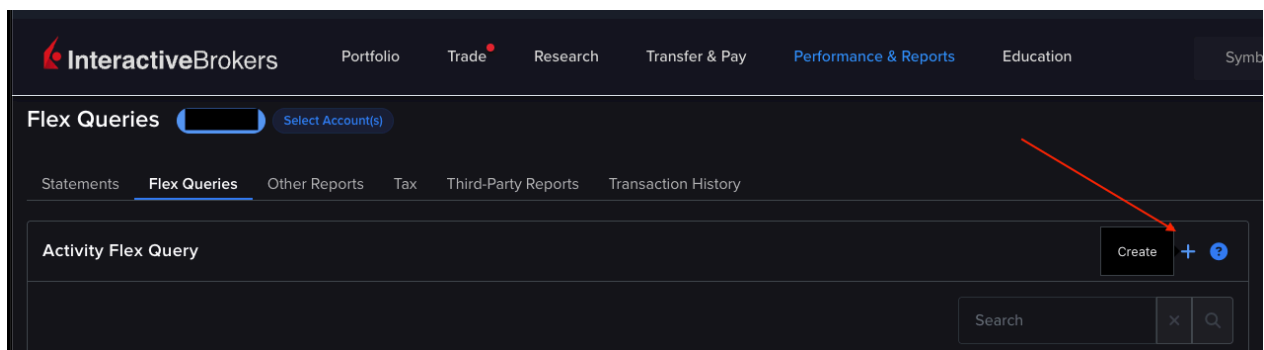 InteractiveBrokers Portfolio Trade Research Transfer & Pay Performance & Reports Education Symb
Flex Queries Select Account(s)
Statements Flex Queries Other Reports Tax Third-Party Reports Transaction History
Activity Flex Query Create + ?
Search